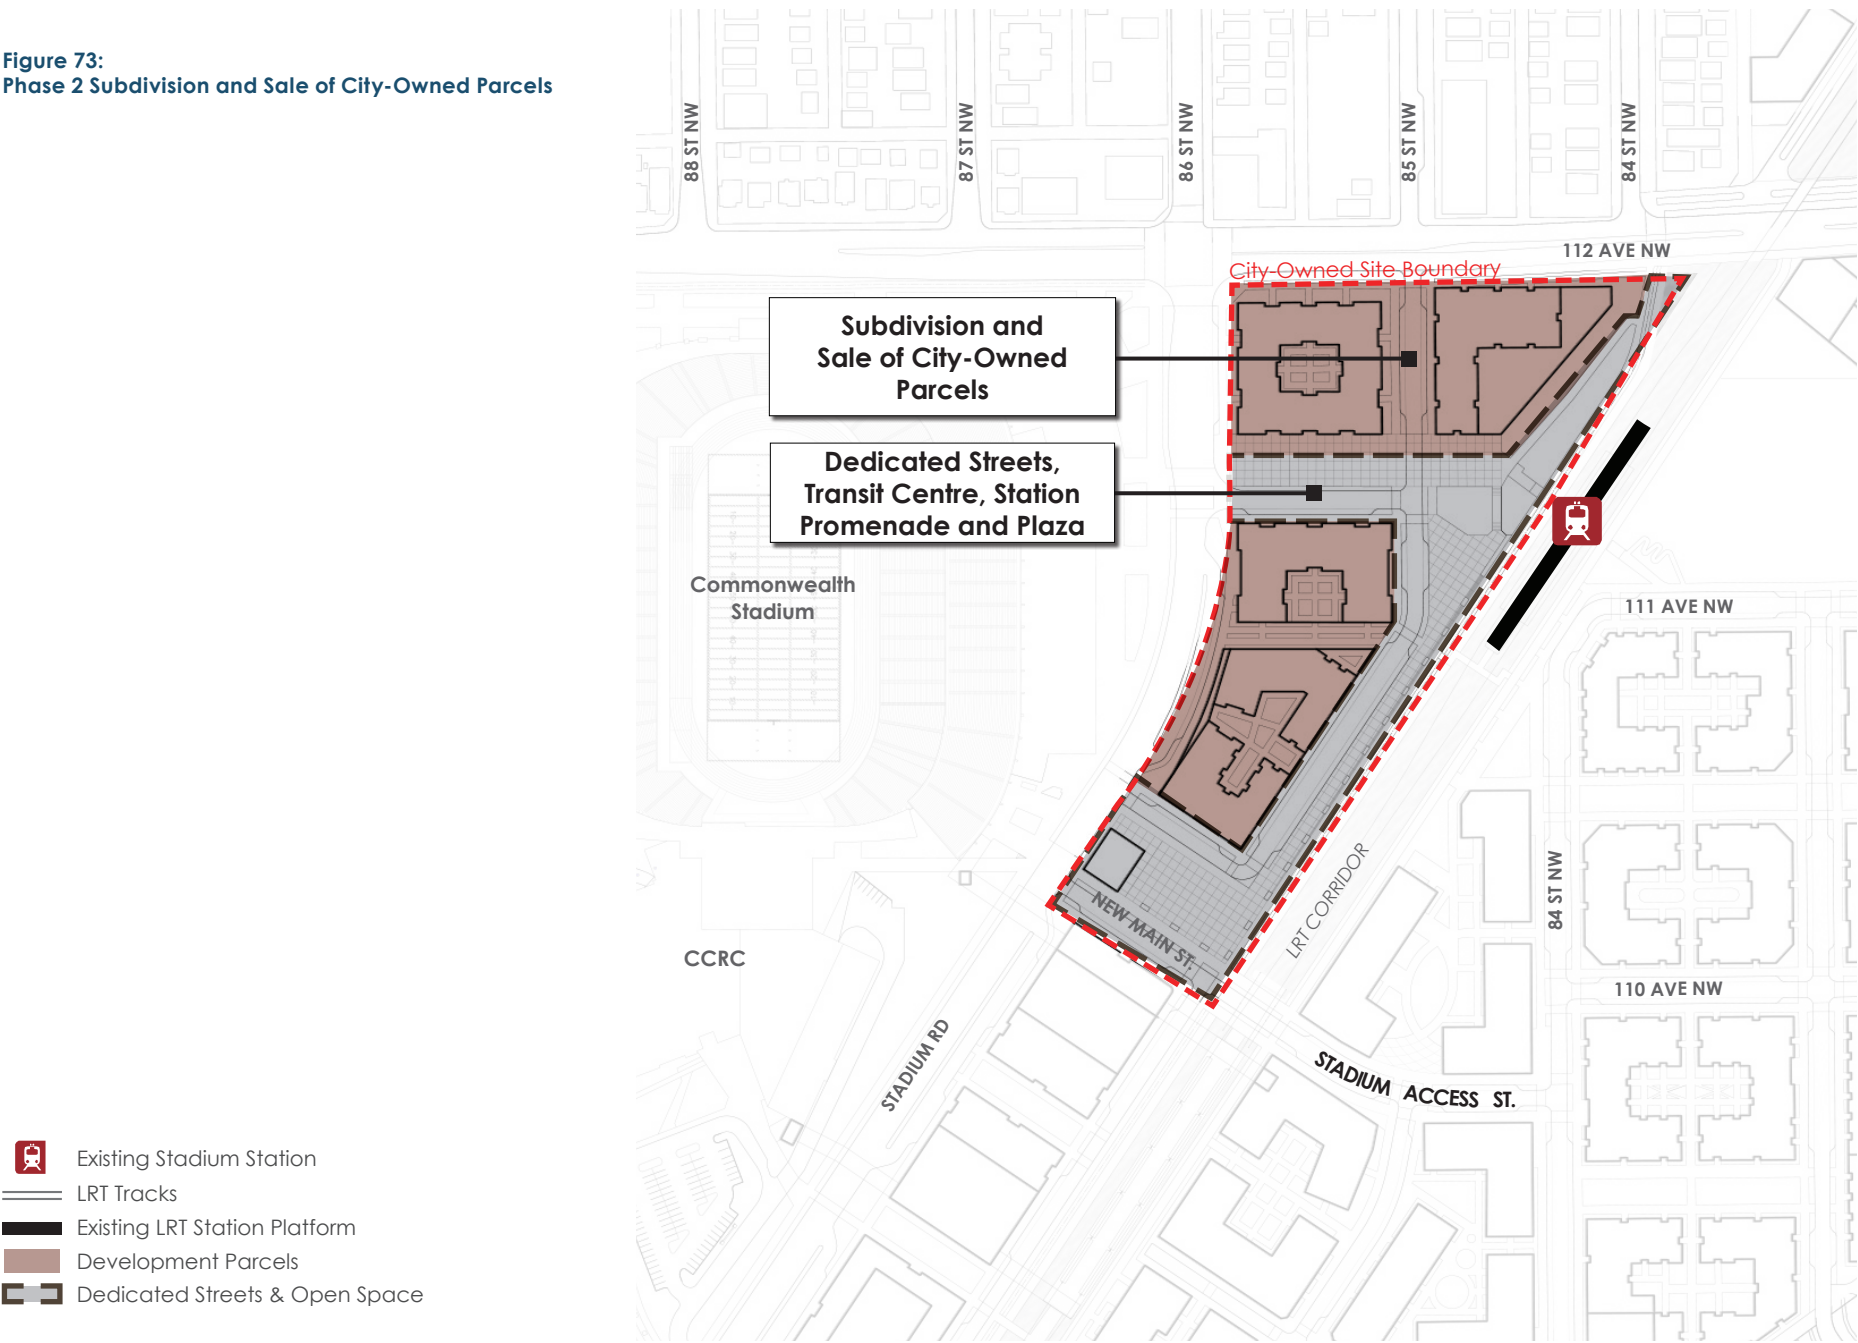 Figure 73:
Phase 2 Subdivision and Sale of City-Owned Parcels
88 ST NW
87 ST NW
86 ST NW
85 ST NW
84 ST NW
112 AVE NW
City-Owned Site Boundary
Subdivision and
Sale of City-Owned
Parcels
Dedicated Streets,
Transit Centre, Station
Promenade and Plaza
Commonwealth
Stadium
111 AVE NW
84 ST NW
LRT CORRIDOR
NEW MAIN ST.
CCRC
110 AVE NW
STADIUM RD
STADIUM ACCESS ST.
Existing Stadium Station
LRT Tracks
Existing LRT Station Platform
Development Parcels
Dedicated Streets & Open Space